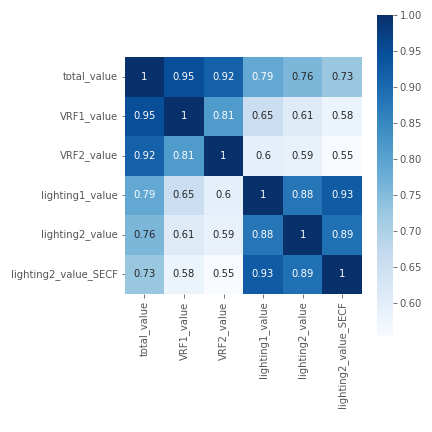 total_value 1 0.95 0.92 0.79 0.76 0.73
VRF1_value 0.95 1 0.81 0.65 0.61 0.58
VRF2_value 0.92 0.81 1 0.6 0.59 0.55
lighting1_value 0.79 0.65 0.6 1 0.88 0.93
lighting2_value 0.76 0.61 0.59 0.88 1 0.89
lighting2_value_SECF 0.73 0.58 0.55 0.93 0.89 1
total_value
VRF1_value
VRF2_value
lighting1_value
lighting2_value
lighting2_value_SECF
1.00
0.95
0.90
0.85
0.80
0.75
0.70
0.65
0.60